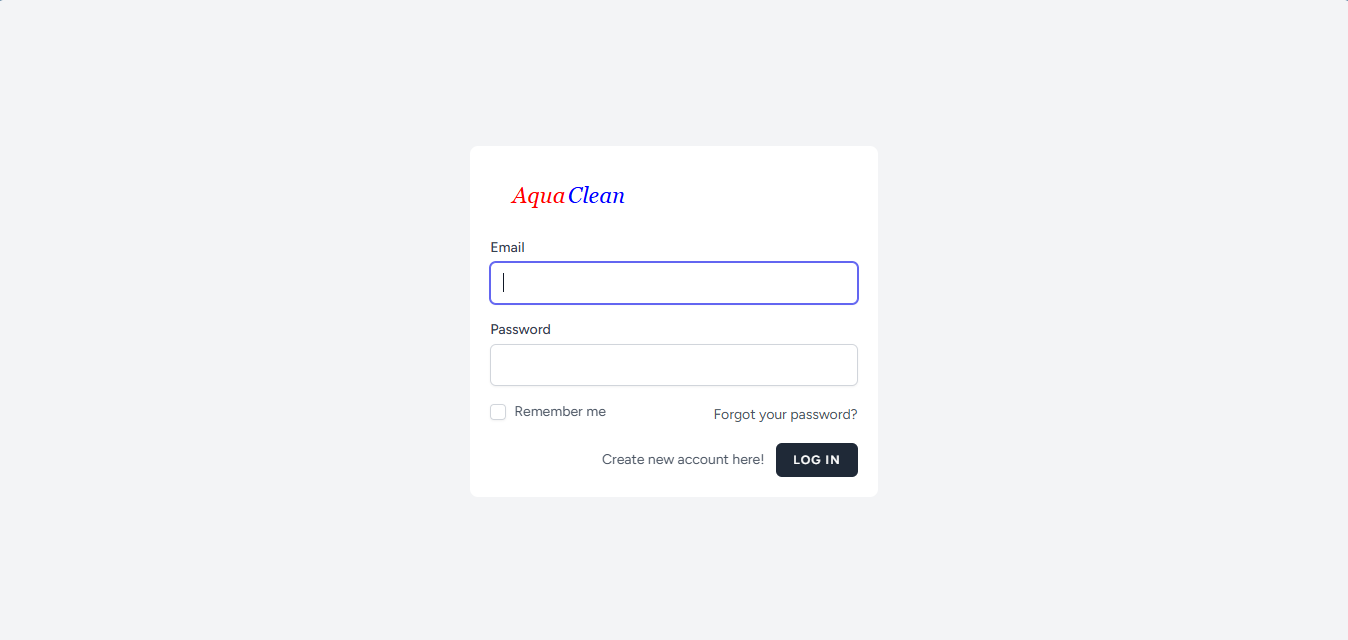 Aqua Clean
Email
Password
Remember me
Forgot your password?
Create new account here!
LOG IN